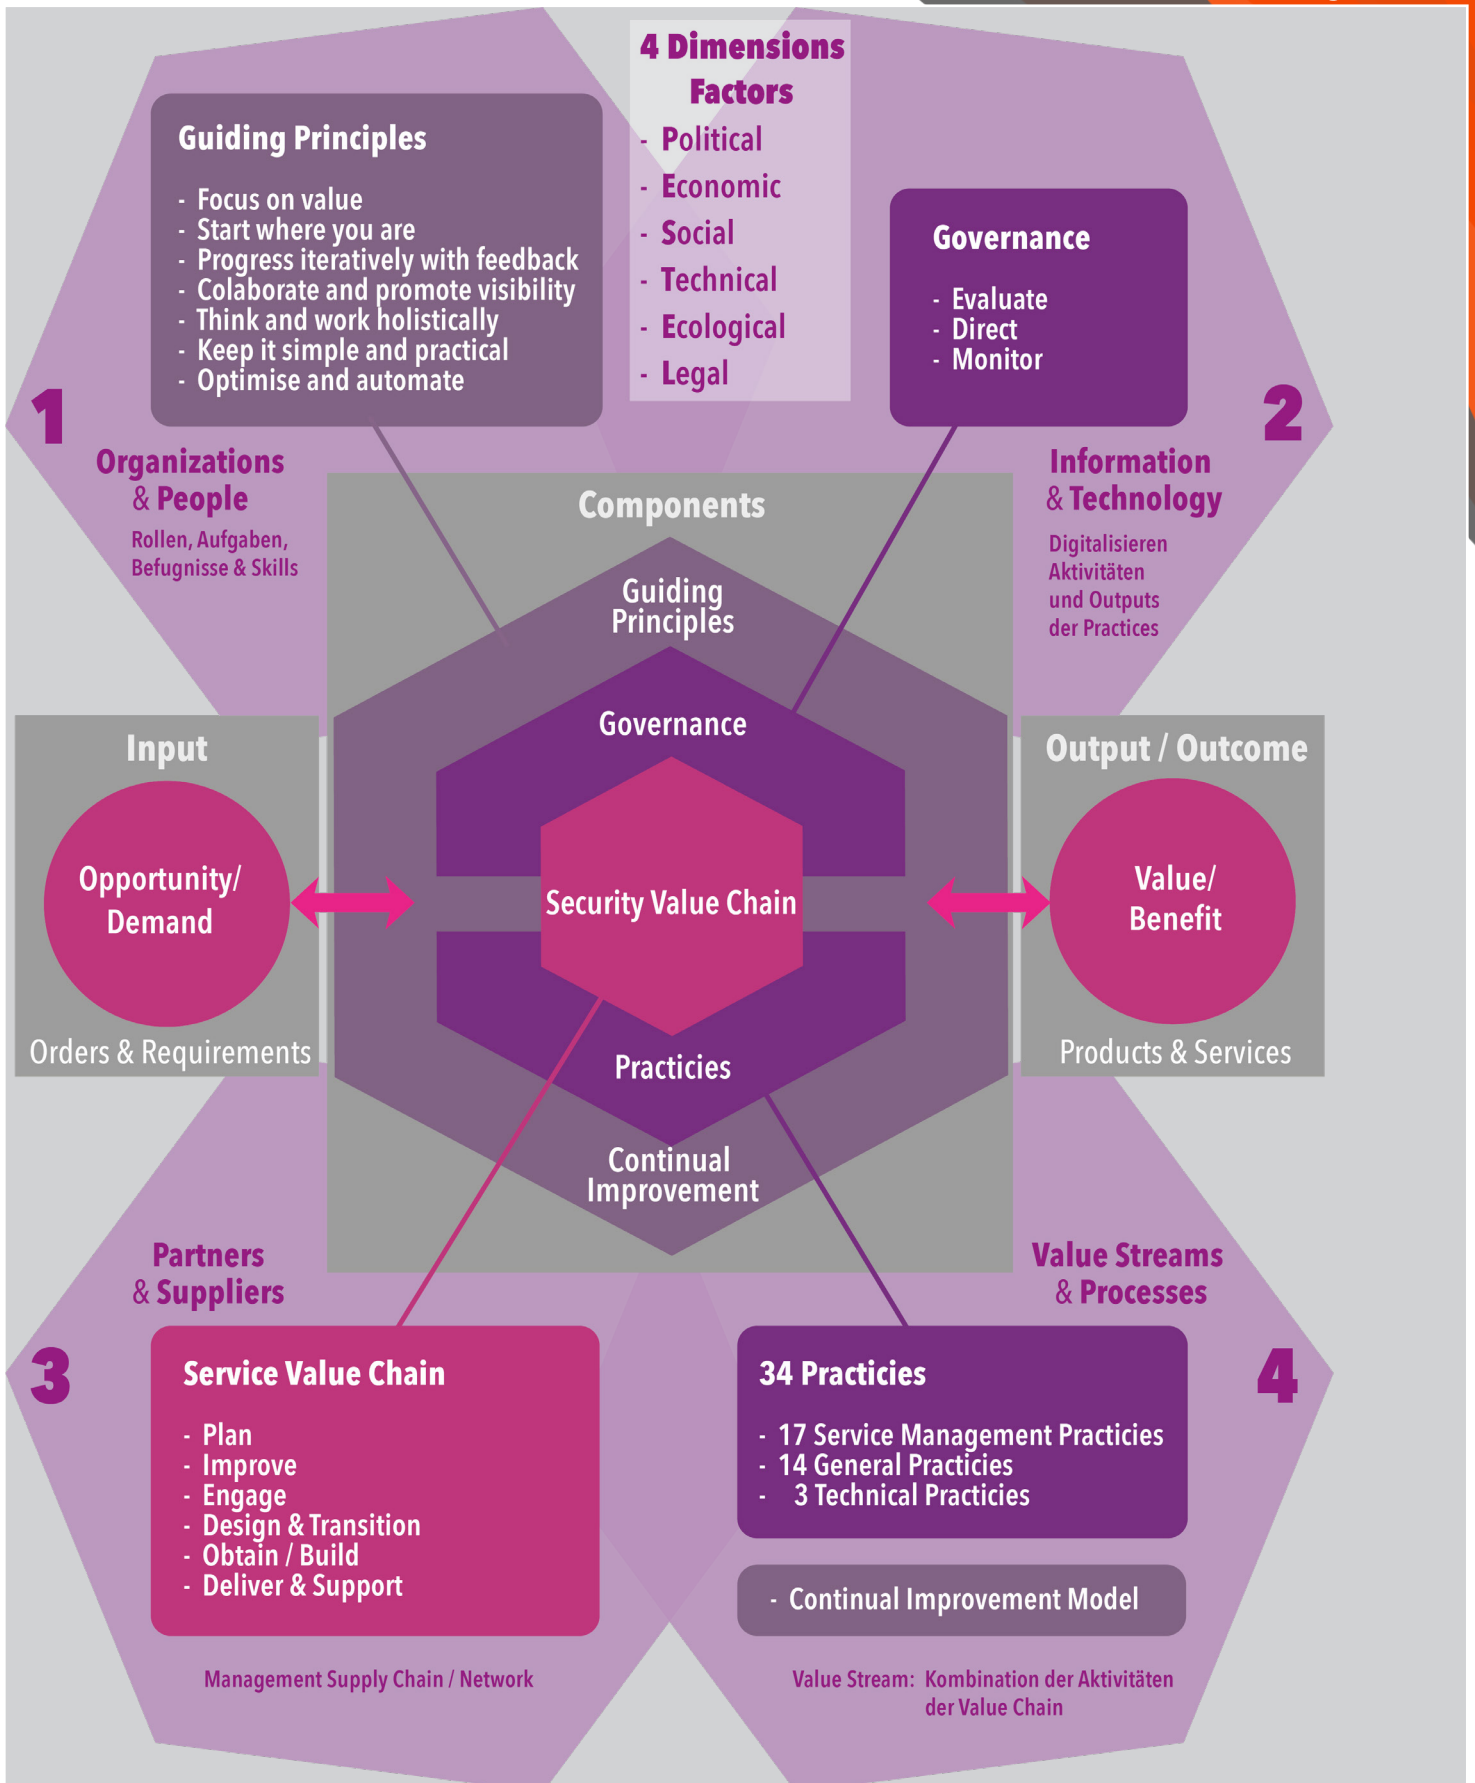 4 Dimensions
Factors
- Political
- Economic
- Social
- Technical
- Ecological
- Legal
Guiding Principles
- Focus on value
- Start where you are
- Progress iteratively with feedback
- Colaborate and promote visibility
- Think and work holistically
- Keep it simple and practical
- Optimise and automate
Governance
- Evaluate
- Direct
- Monitor
1
Organizations
& People
Rollen, Aufgaben,
Befugnisse & Skills
2
Information
& Technology
Digitalisieren
Aktivitäten
und Outputs
der Practices
Components
Guiding
Principles
Governance
Security Value Chain
Practicies
Continual
Improvement
Input
Opportunity/
Demand
Orders & Requirements
Output / Outcome
Value/
Benefit
Products & Services
Partners
& Suppliers
3
Service Value Chain
- Plan
- Improve
- Engage
- Design & Transition
- Obtain / Build
- Deliver & Support
Management Supply Chain / Network
Value Streams
& Processes
4
34 Practicies
- 17 Service Management Practicies
- 14 General Practicies
- 3 Technical Practicies
- Continual Improvement Model
Value Stream: Kombination der Aktivitäten
der Value Chain